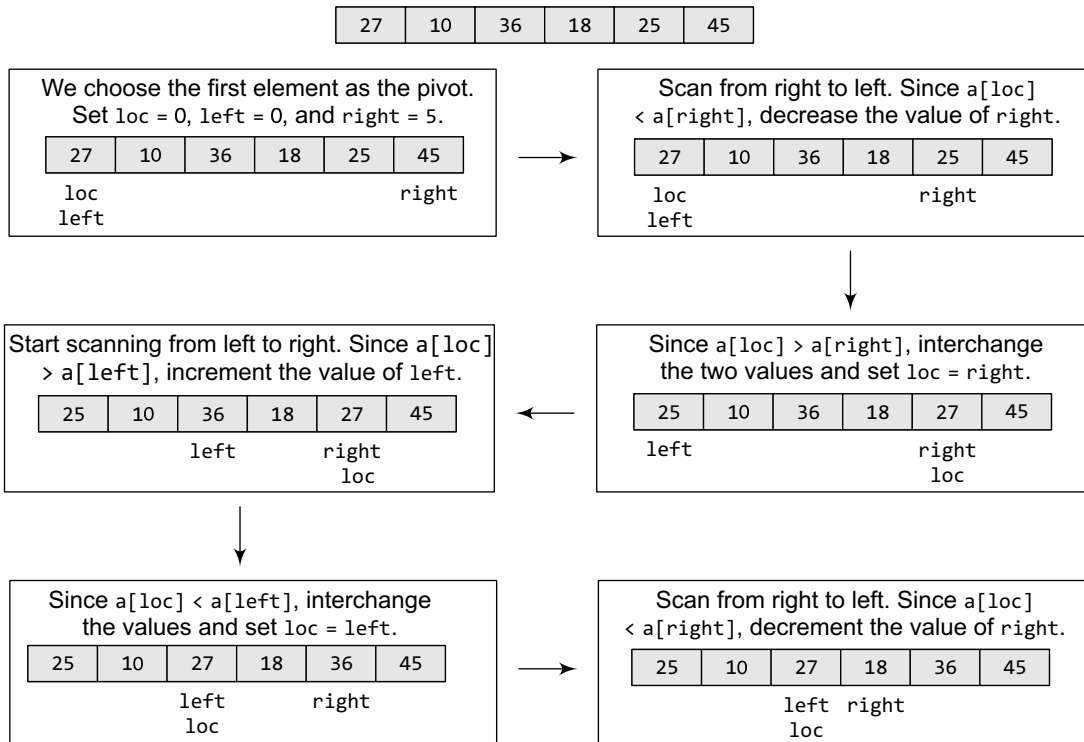 27 10 36 18 25 45
We choose the first element as the pivot.
Set loc = 0, left = 0, and right = 5.
27 10 36 18 25 45
loc right
left
Scan from right to left. Since a[loc]
< a[right], decrease the value of right.
27 10 36 18 25 45
loc right
left
Since a[loc] > a[right], interchange
the two values and set loc = right.
25 10 36 18 27 45
left right
loc
Start scanning from left to right. Since a[loc]
> a[left], increment the value of left.
25 10 36 18 27 45
left right
loc
Since a[loc] < a[left], interchange
the values and set loc = left.
25 10 27 18 36 45
left right
loc
Scan from right to left. Since a[loc]
< a[right], decrement the value of right.
25 10 27 18 36 45
left right
loc